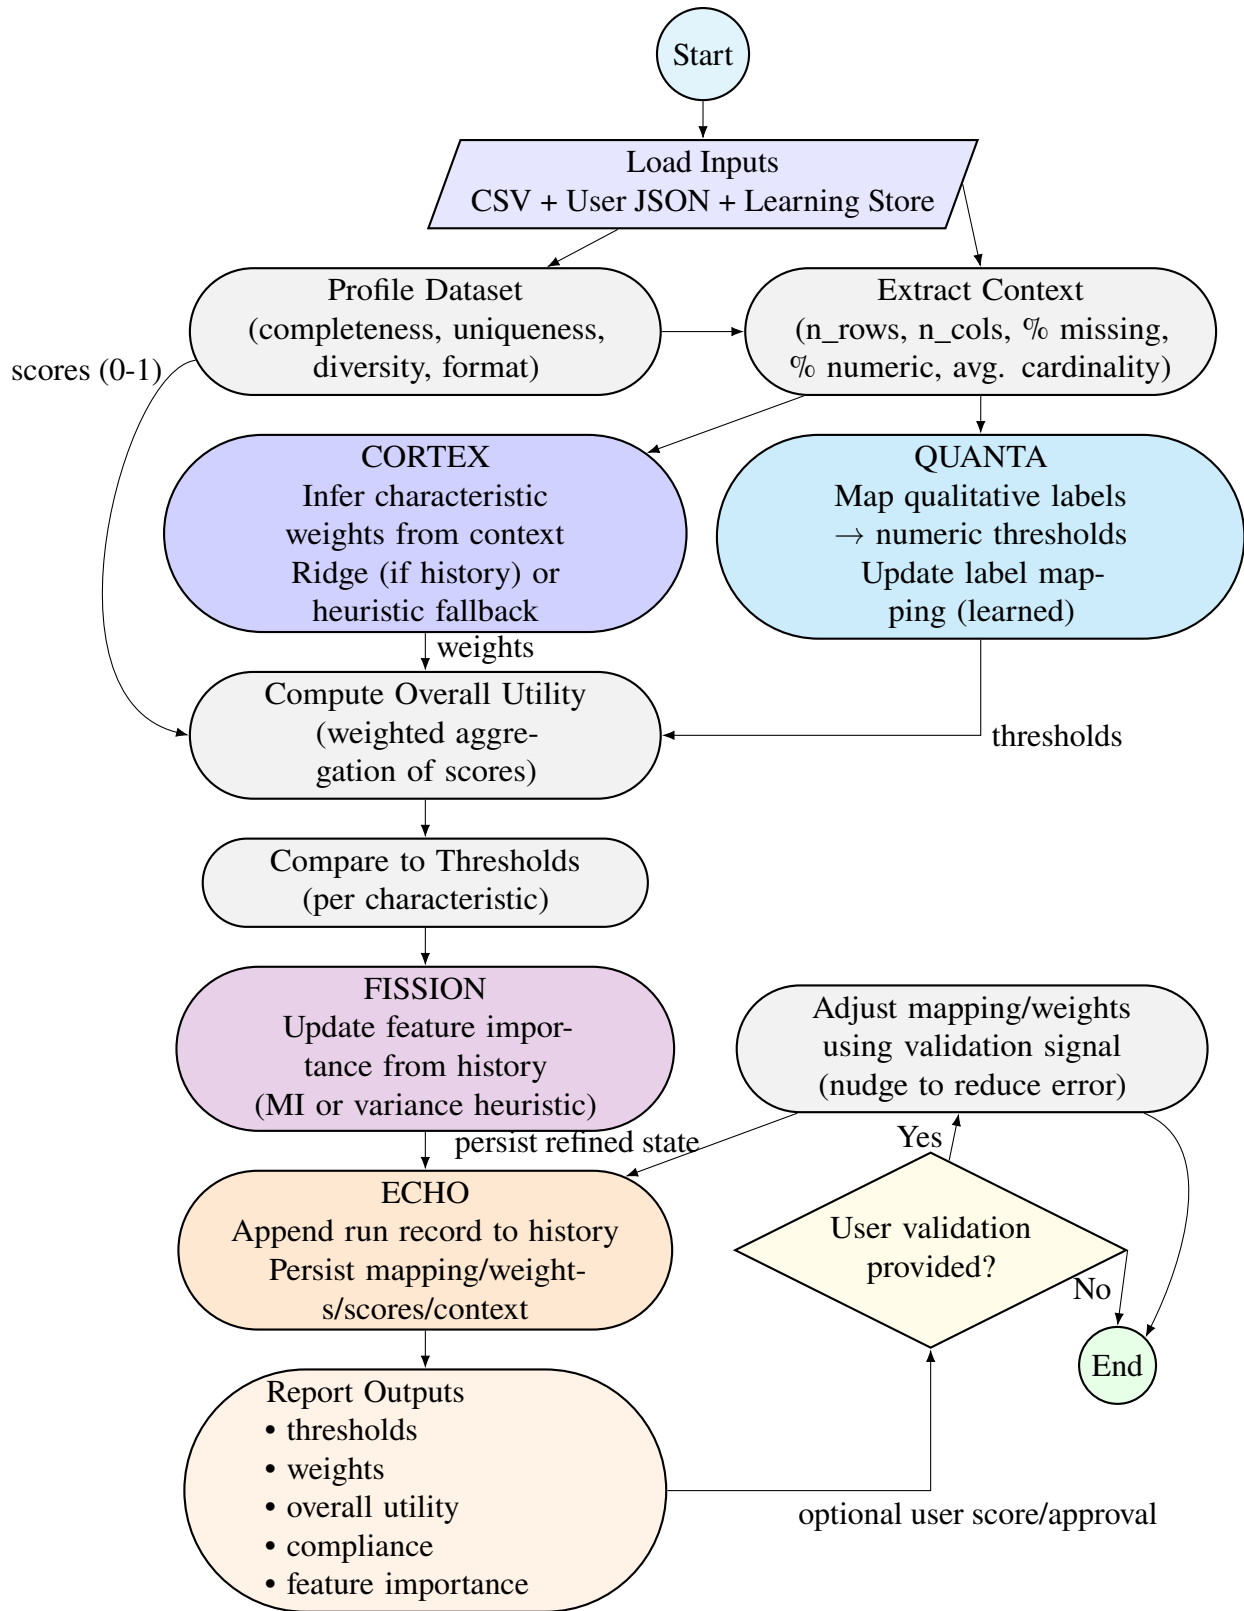 Start
Load Inputs
CSV + User JSON + Learning Store
Profile Dataset
(completeness, uniqueness,
diversity, format)
Extract Context
(n_rows, n_cols, % missing,
% numeric, avg. cardinality)
scores (0-1)
CORTEX
Infer characteristic
weights from context
Ridge (if history) or
heuristic fallback
QUANTA
Map qualitative labels
→ numeric thresholds
Update label map-
ping (learned)
weights
Compute Overall Utility
(weighted aggre-
gation of scores)
thresholds
Compare to Thresholds
(per characteristic)
FISSION
Update feature impor-
tance from history
(MI or variance heuristic)
Adjust mapping/weights
using validation signal
(nudge to reduce error)
persist refined state
Yes
ECHO
Append run record to history
Persist mapping/weight-
s/scores/context
User validation
provided?
No
End
Report Outputs
• thresholds
• weights
• overall utility
• compliance
• feature importance
optional user score/approval